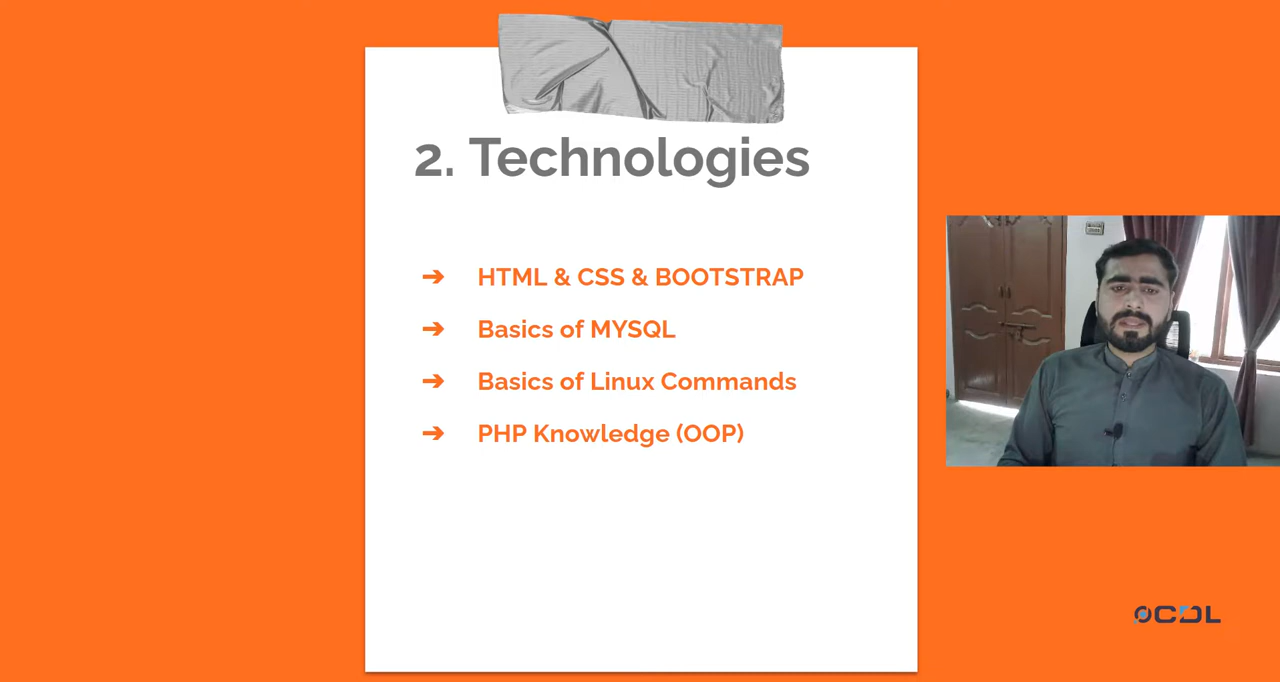 2. Technologies
➔ HTML & CSS & BOOTSTRAP
➔ Basics of MYSQL
➔ Basics of Linux Commands
➔ PHP Knowledge (OOP)
OCDL